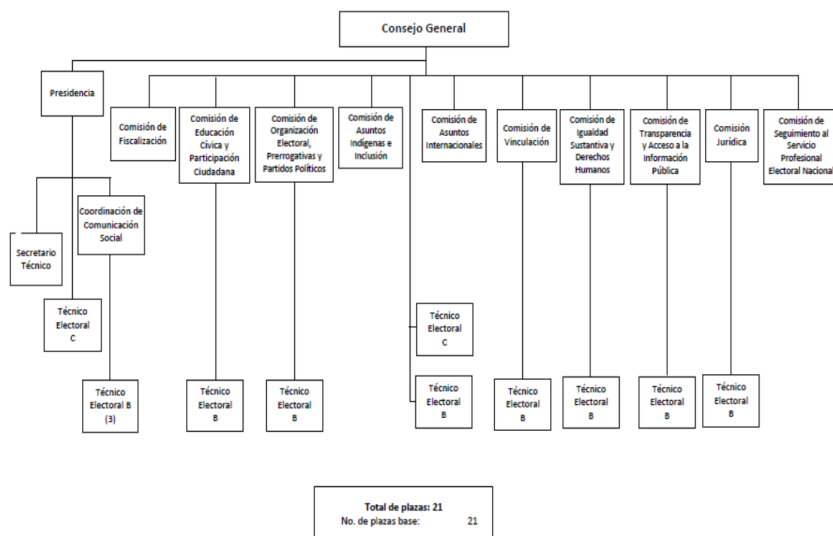 Consejo General
Presidencia
Comisión de
Fiscalización
Comisión de
Educación
Cívica y
Participación
Ciudadana
Comisión de
Organización
Electoral,
Prerrogativas y
Partidos Políticos
Comisión de
Asuntos
Indígenas e
Inclusión
Comisión de
Asuntos
Internacionales
Comisión de
Vinculación
Comisión de
Igualdad
Sustantiva y
Derechos
Humanos
Comisión de
Transparencia
y Acceso a la
Información
Pública
Comisión
Jurídica
Comisión de
Seguimiento al
Servicio
Profesional
Electoral Nacional
Secretario
Técnico
Coordinación de
Comunicación
Social
Técnico
Electoral
C
Técnico
Electoral
C
Técnico
Electoral B
(3)
Técnico
Electoral
B
Técnico
Electoral
B
Técnico
Electoral
B
Técnico
Electoral
B
Técnico
Electoral
B
Técnico
Electoral
B
Técnico
Electoral
B
Total de plazas: 21
No. de plazas base: 21